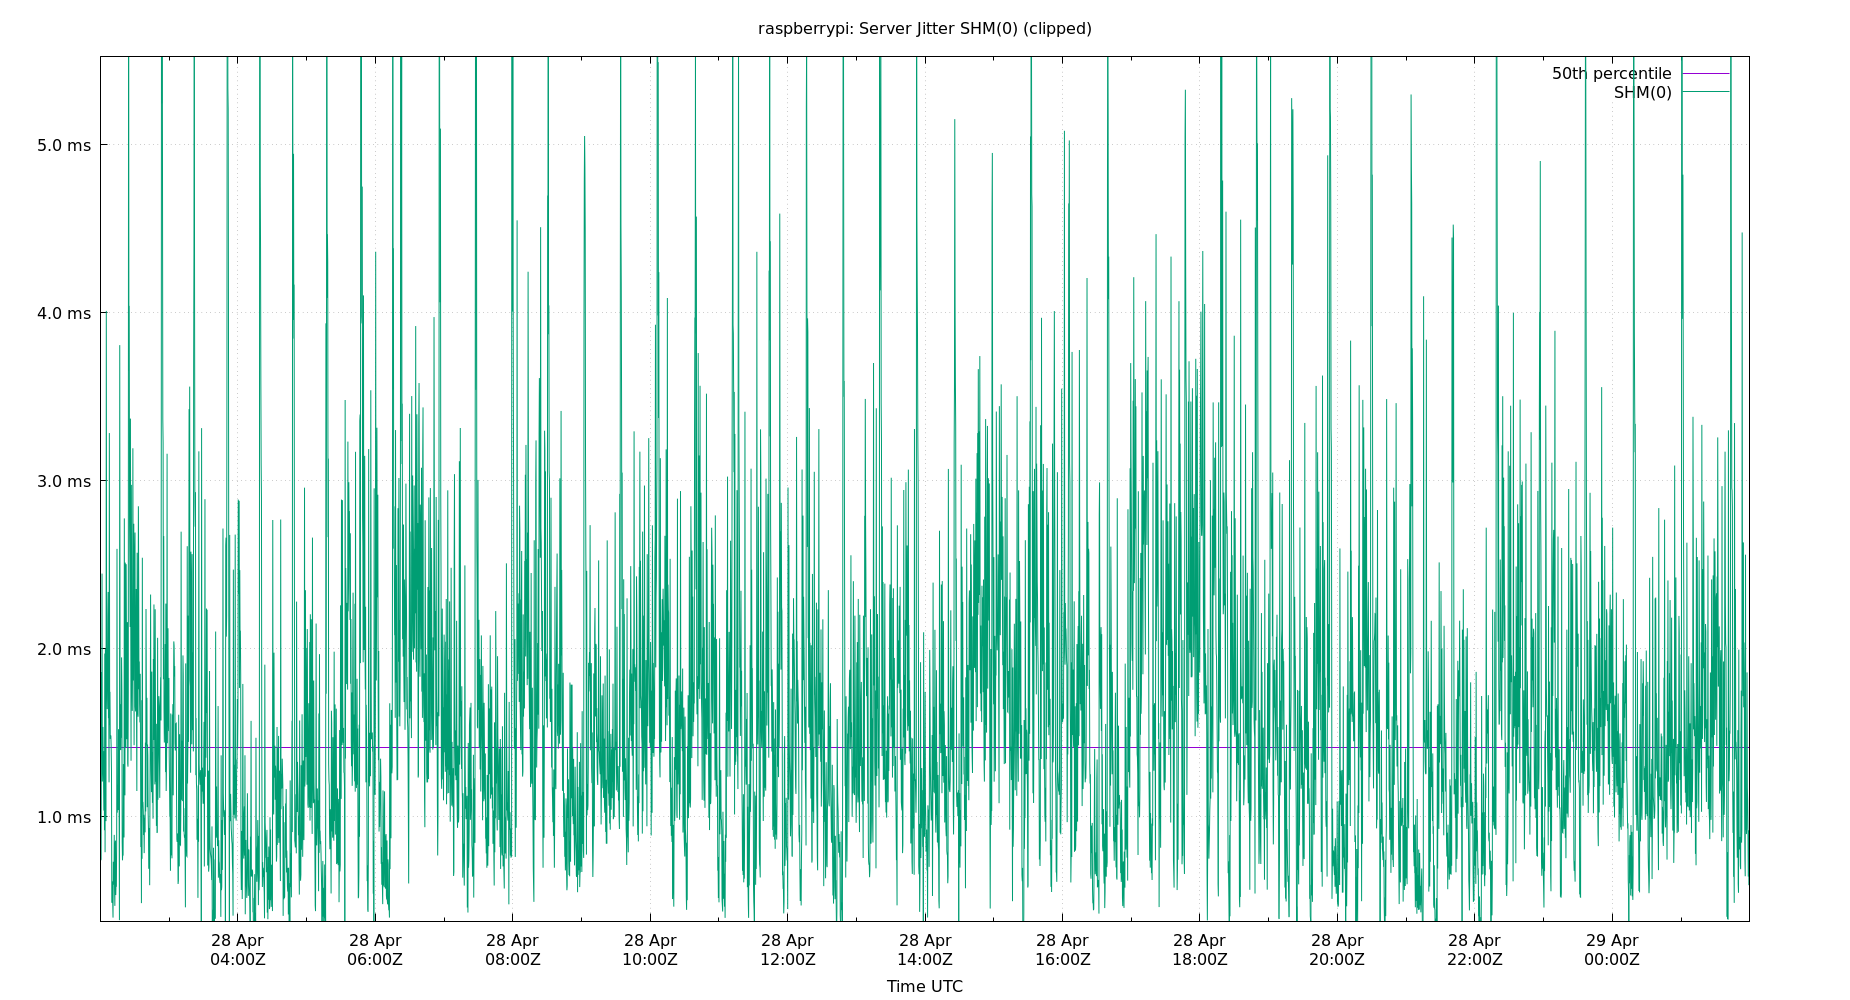 raspberrypi: Server Jitter SHM(0) (clipped)
50th percentile
SHM(0)
5.0 ms
4.0 ms
3.0 ms
2.0 ms
1.0 ms
28 Apr 28 Apr 28 Apr 28 Apr 28 Apr 28 Apr 28 Apr 28 Apr 28 Apr 28 Apr 29 Apr
04:00Z 06:00Z 08:00Z 10:00Z 12:00Z 14:00Z 16:00Z 18:00Z 20:00Z 22:00Z 00:00Z
Time UTC